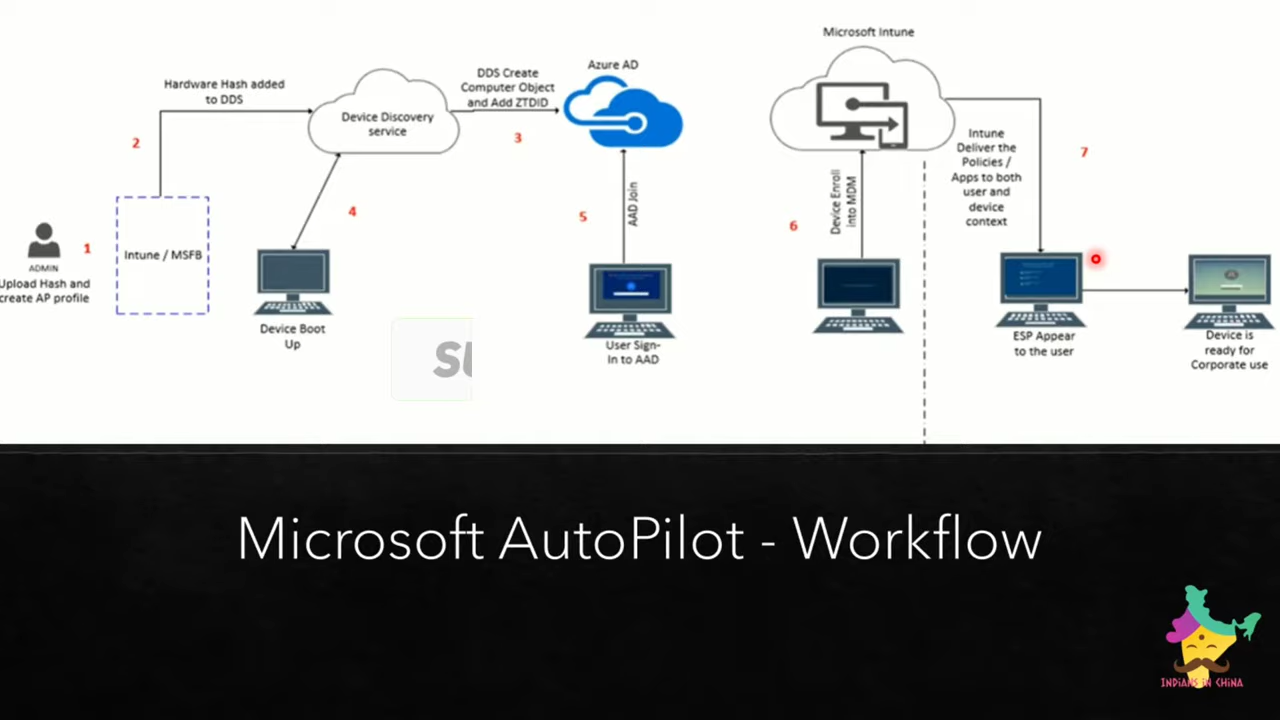 Microsoft Intune
Hardware Hash added
to DDS
DDS Create
Computer Object
and Add ZTDID
Azure AD
Device Discovery
service
2
3
Intune
Deliver the
Policies /
Apps to both
user and
device
context
7
4
5
AAD Join
6
Device Enroll
into MDM
1
Intune / MSFB
ADMIN
Upload Hash and
create AP profile
Device Boot
Up
User Sign-
In to AAD
ESP Appear
to the user
Device is
ready for
Corporate use
Microsoft AutoPilot - Workflow
INDIANS IN CHINA